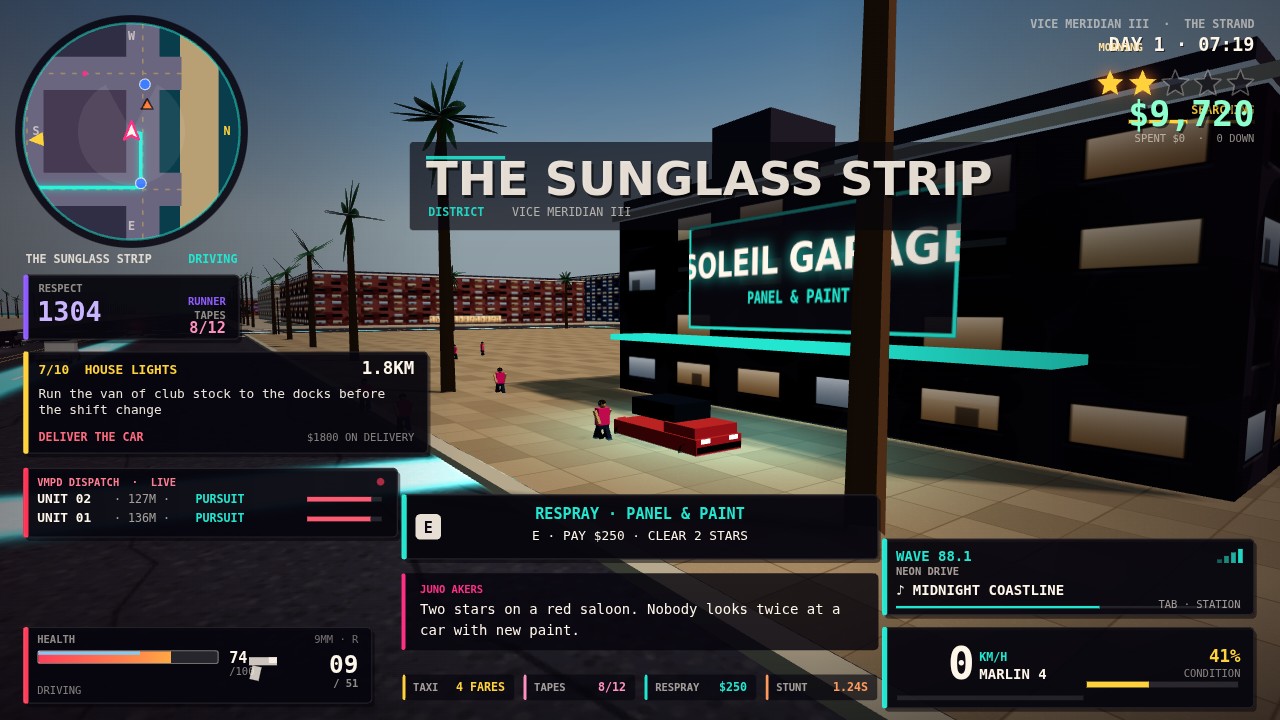 VICE MERIDIAN III · THE STRAND
MORNING
DAY 1 · 07:19
$9,720
SPENT $0 · 0 DOWN
W
N
S
E
THE SUNGLASS STRIP DRIVING
THE SUNGLASS STRIP
DISTRICT VICE MERIDIAN III
SOLEIL GARAGE
PANEL & PAINT
RESPECT
1304
RUNNER
TAPES
8/12
7/10 HOUSE LIGHTS 1.8KM
Run the van of club stock to the docks before
the shift change
DELIVER THE CAR $1800 ON DELIVERY
VMPD DISPATCH · LIVE
UNIT 02 · 127M · PURSUIT
UNIT 01 · 136M · PURSUIT
E
RESPRAY · PANEL & PAINT
E · PAY $250 · CLEAR 2 STARS
JUNO AKERS
Two stars on a red saloon. Nobody looks twice at a
car with new paint.
WAVE 88.1
NEON DRIVE
♪ MIDNIGHT COASTLINE
TAB · STATION
HEALTH
74
/100
9MM · R
09
/ 51
DRIVING
TAXI 4 FARES
TAPES 8/12
RESPRAY $250
STUNT 1.24S
0 KM/H
MARLIN 4
41%
CONDITION